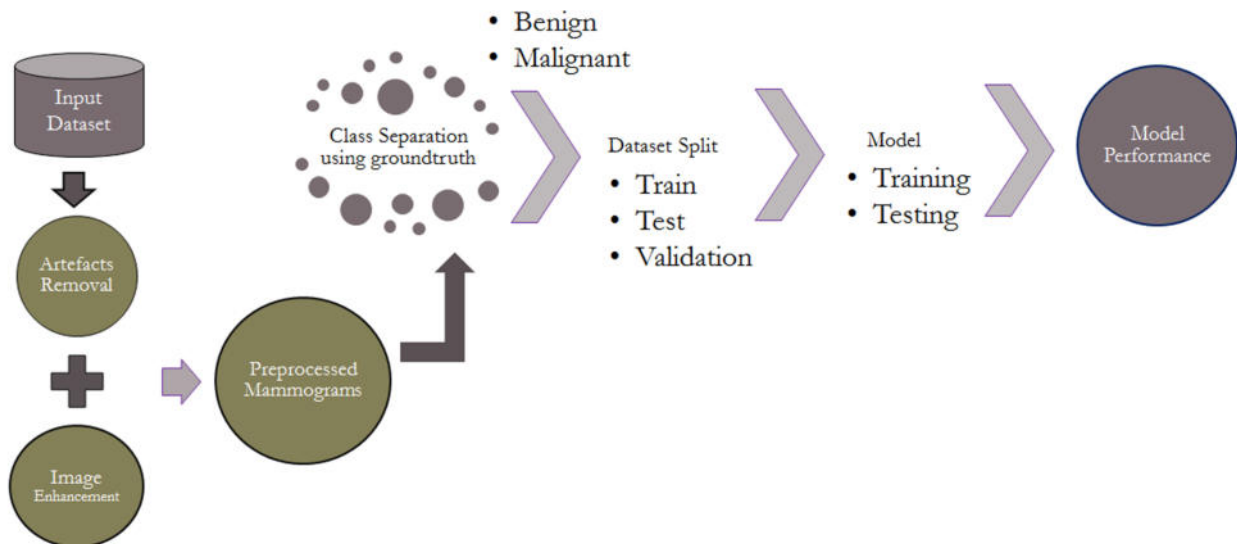 Input
Dataset
Artefacts
Removal
Image
Enhancement
Preprocessed
Mammograms
Class Separation
using groundtruth
• Benign
• Malignant
Dataset Split
• Train
• Test
• Validation
Model
• Training
• Testing
Model
Performance